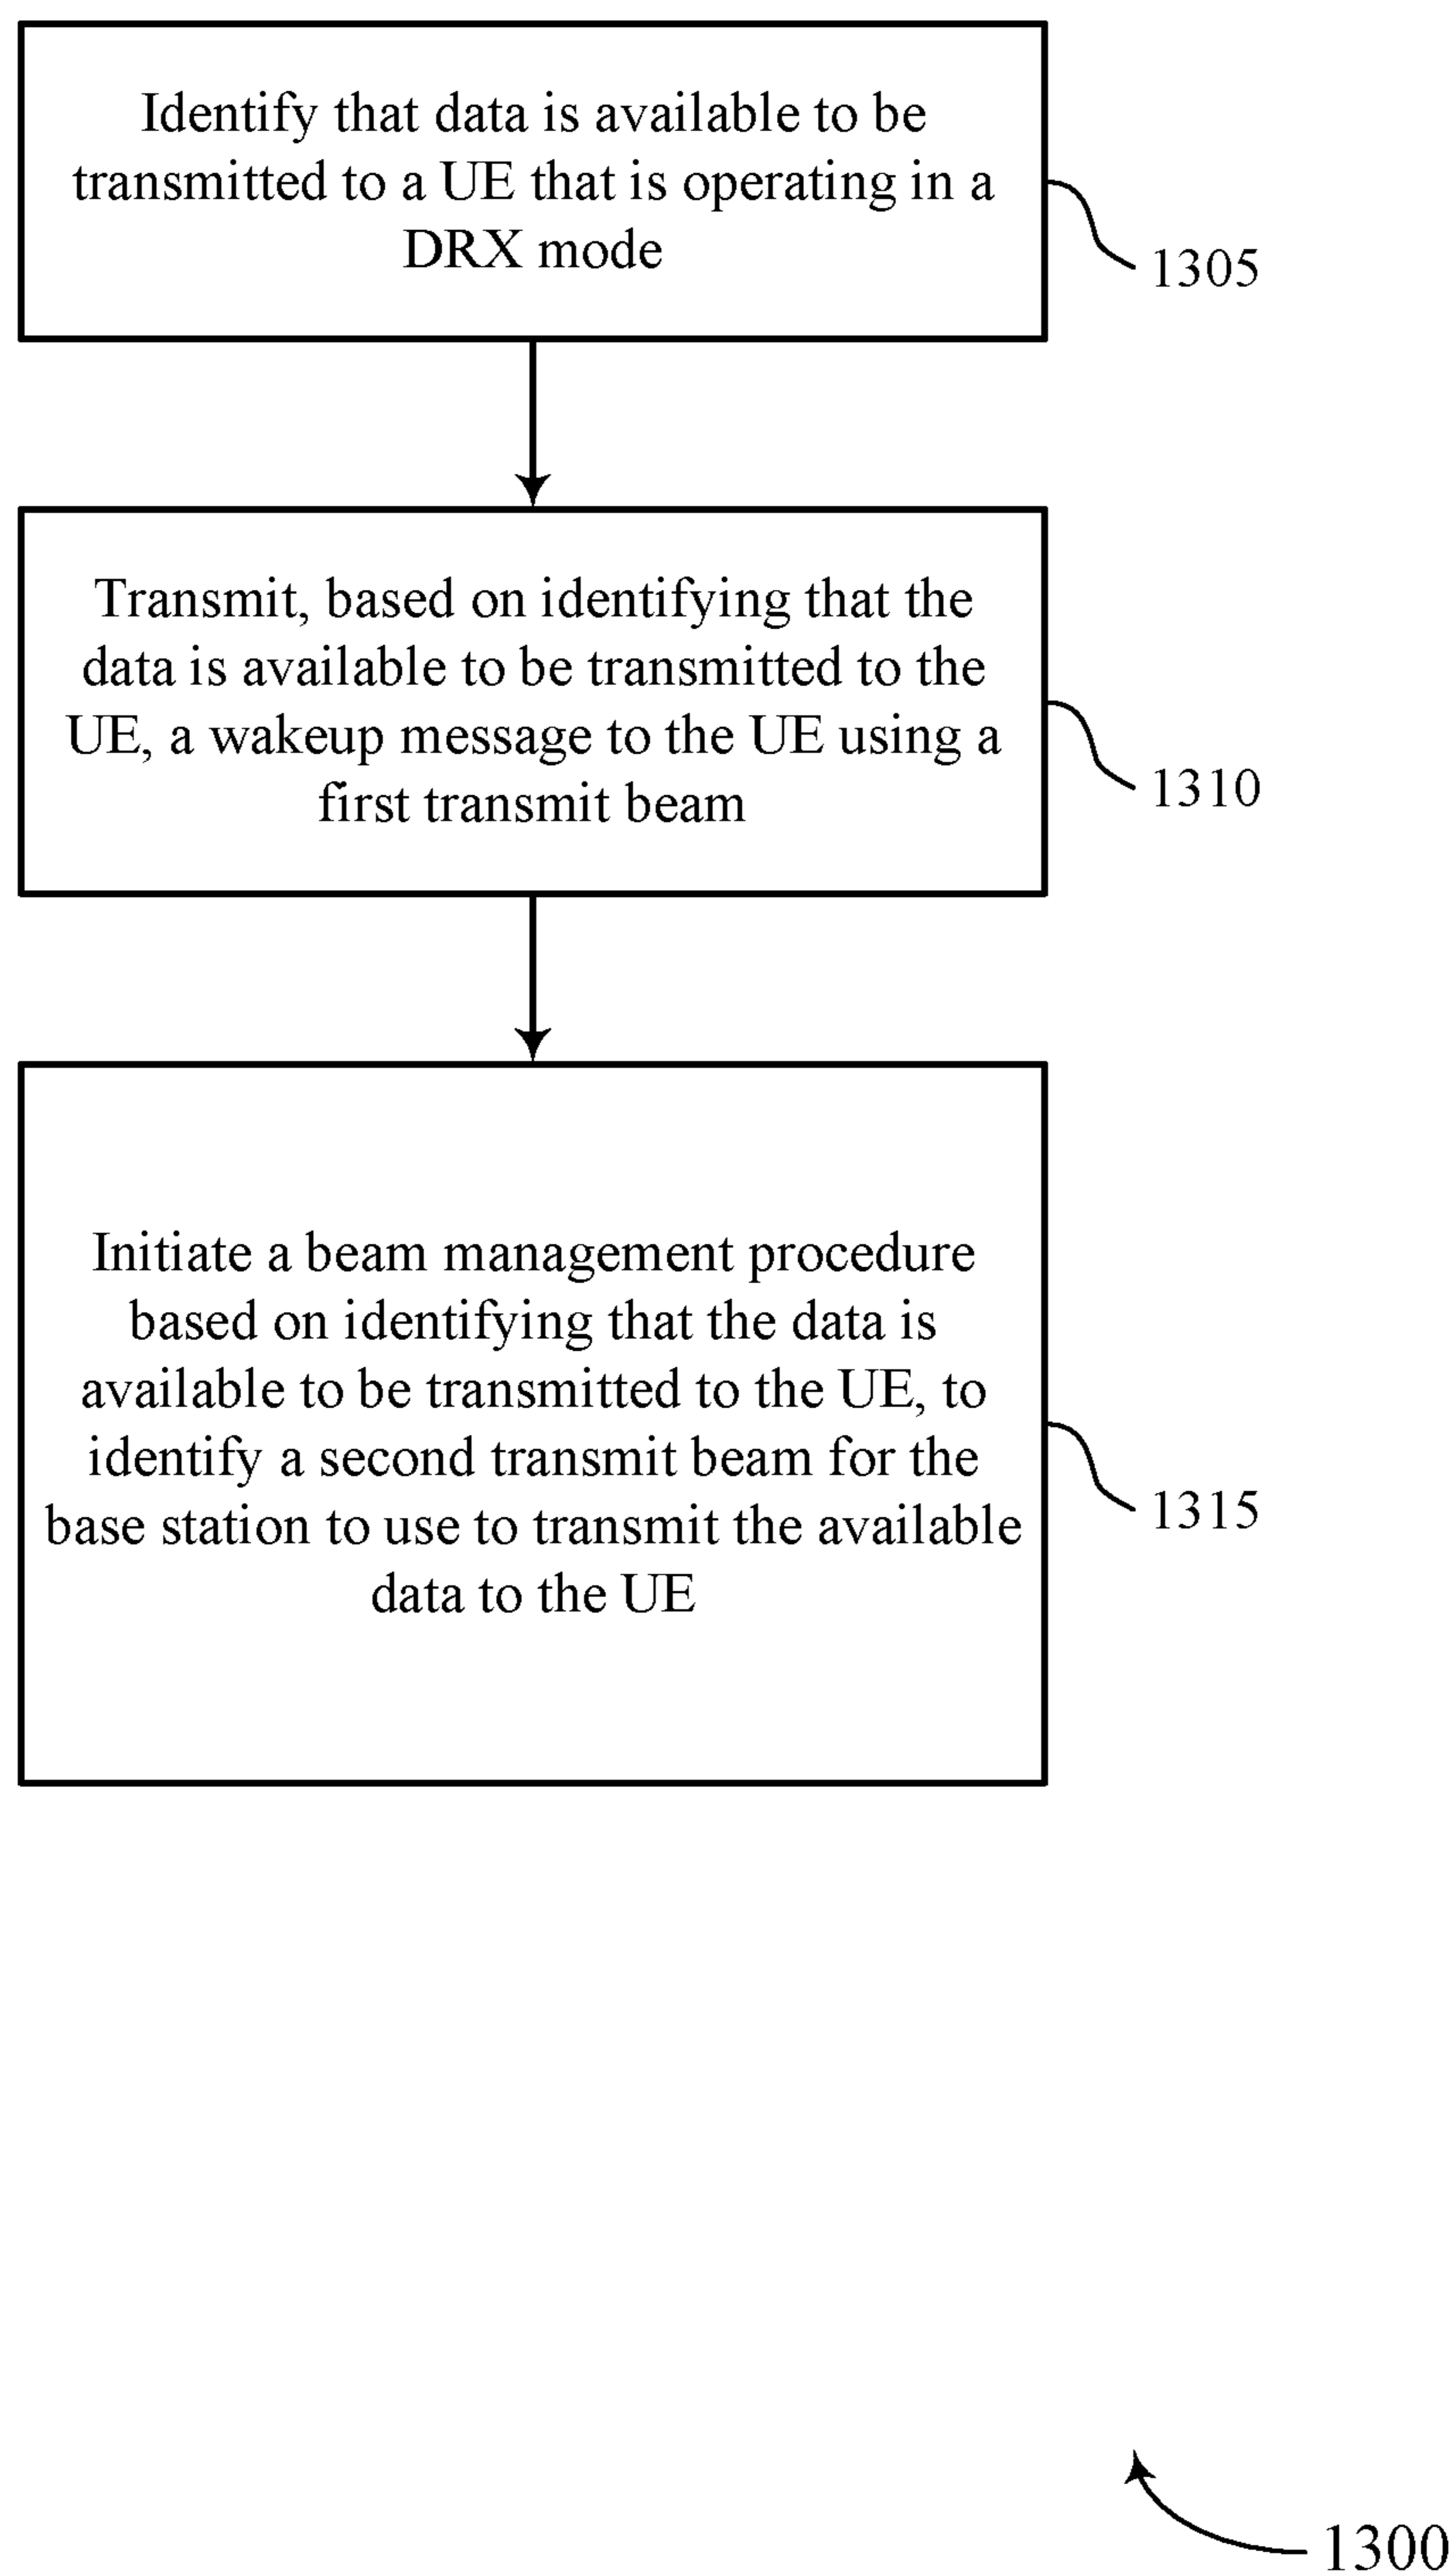 Identify that data is available to be
transmitted to a UE that is operating in a
DRX mode
1305
Transmit, based on identifying that the
data is available to be transmitted to the
UE, a wakeup message to the UE using a
first transmit beam
1310
Initiate a beam management procedure
based on identifying that the data is
available to be transmitted to the UE, to
identify a second transmit beam for the
base station to use to transmit the available
data to the UE
1315
1300